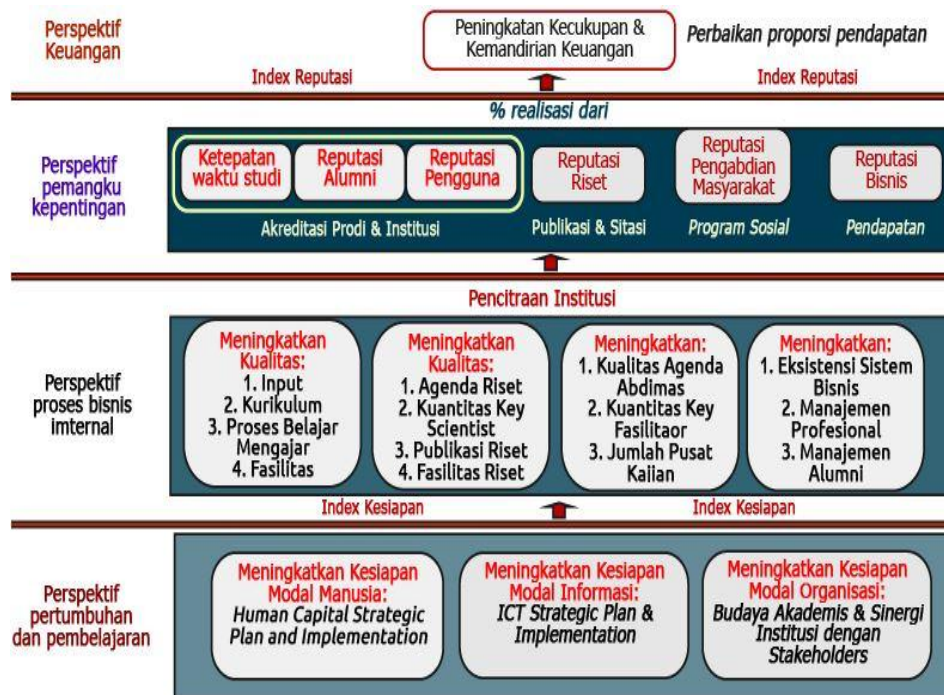 Perspektif
Keuangan
Peningkatan Kecukupan &
Kemandirian Keuangan
Perbaikan proporsi pendapatan
Index Reputasi
Index Reputasi
% realisasi dari
Perspektif
pemangku
kepentingan
Ketepatan
waktu studi
Reputasi
Alumni
Reputasi
Pengguna
Reputasi
Riset
Reputasi
Pengabdian
Masyarakat
Reputasi
Bisnis
Akreditasi Prodi & Institusi
Publikasi & Sitasi
Program Sosial
Pendapatan
Pencitraan Institusi
Perspektif
proses bisnis
imternal
Meningkatkan
Kualitas:
1. Input
2. Kurikulum
3. Proses Belajar
Mengajar
4. Fasilitas
Meningkatkan
Kualitas:
1. Agenda Riset
2. Kuantitas Key
Scientist
3. Publikasi Riset
4. Fasilitas Riset
Meningkatkan:
1. Kualitas Agenda
Abdimas
2. Kuantitas Key
Fasilitaor
3. Jumlah Pusat
Kaiian
Meningkatkan:
1. Eksistensi Sistem
Bisnis
2. Manajemen
Profesional
3. Manajemen
Alumni
Index Kesiapan
Index Kesiapan
Perspektif
pertumbuhan
dan pembelajaran
Meningkatkan Kesiapan
Modal Manusia:
Human Capital Strategic
Plan and Implementation
Meningkatkan Kesiapan
Modal Informasi:
ICT Strategic Plan &
Implementation
Meningkatkan Kesiapan
Modal Organisasi:
Budaya Akademis & Sinergi
Institusi dengan
Stakeholders